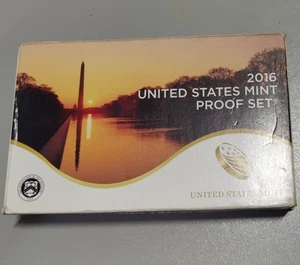 2016
UNITED STATES MINT
PROOF SET®
UNITED STATES MINT